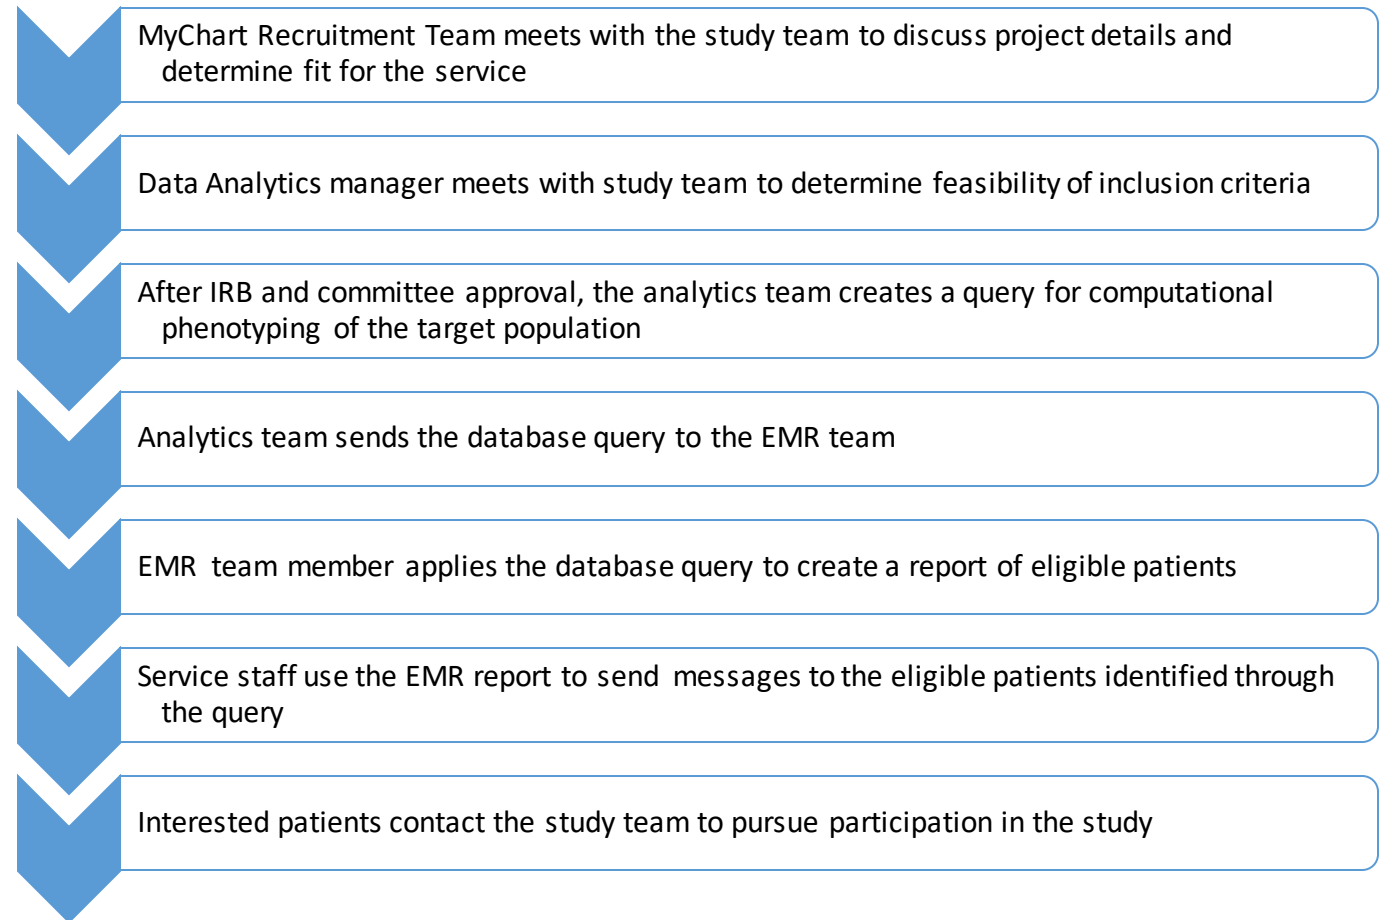 MyChart Recruitment Team meets with the study team to discuss project details and
determine fit for the service
Data Analytics manager meets with study team to determine feasibility of inclusion criteria
After IRB and committee approval, the analytics team creates a query for computational
phenotyping of the target population
Analytics team sends the database query to the EMR team
EMR team member applies the database query to create a report of eligible patients
Service staff use the EMR report to send messages to the eligible patients identified through
the query
Interested patients contact the study team to pursue participation in the study